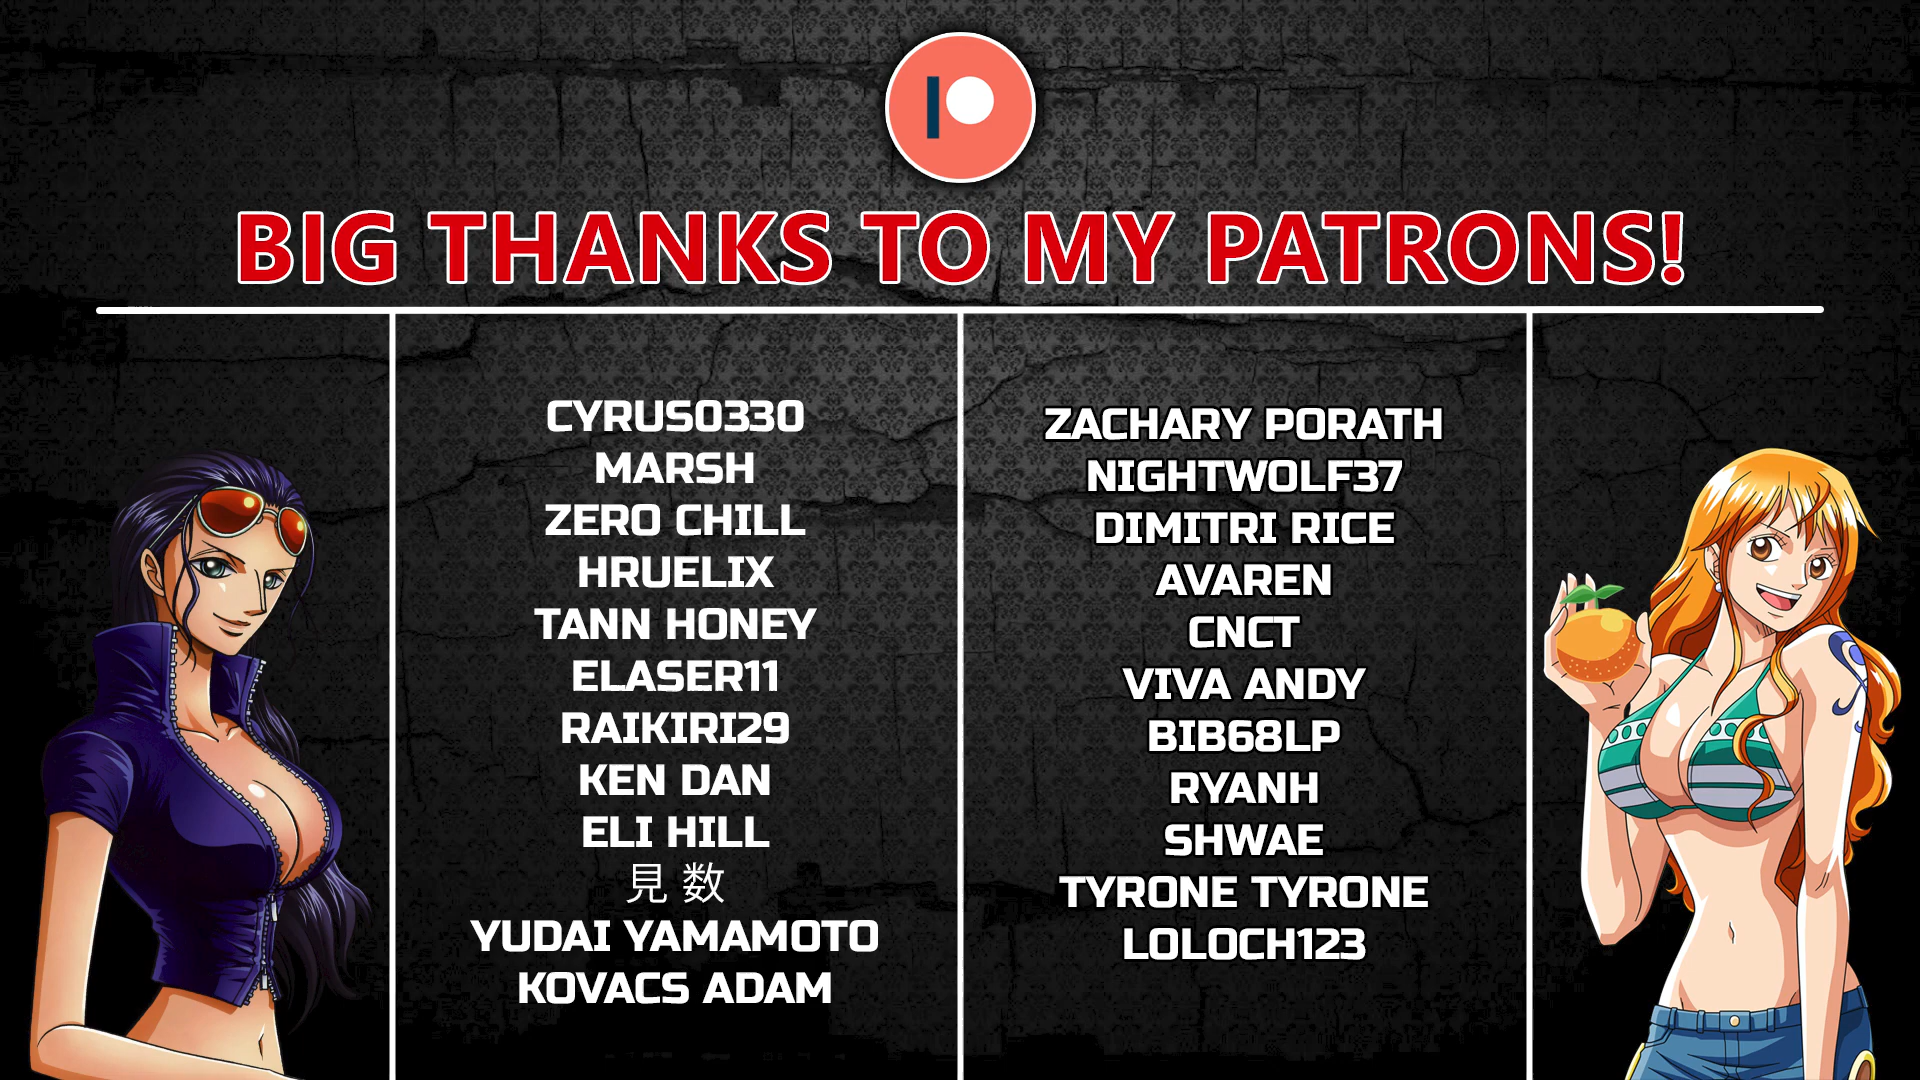 BIG THANKS TO MY PATRONS!
CYRUS0330
MARSH
ZERO CHILL
HRUELIX
TANN HONEY
ELASER11
RAIKIRI29
KEN DAN
ELI HILL
見 数
YUDAI YAMAMOTO
KOVACS ADAM
ZACHARY PORATH
NIGHTWOLF37
DIMITRI RICE
AVAREN
CNCT
VIVA ANDY
BIB68LP
RYANH
SHWAE
TYRONE TYRONE
LOLOCH123